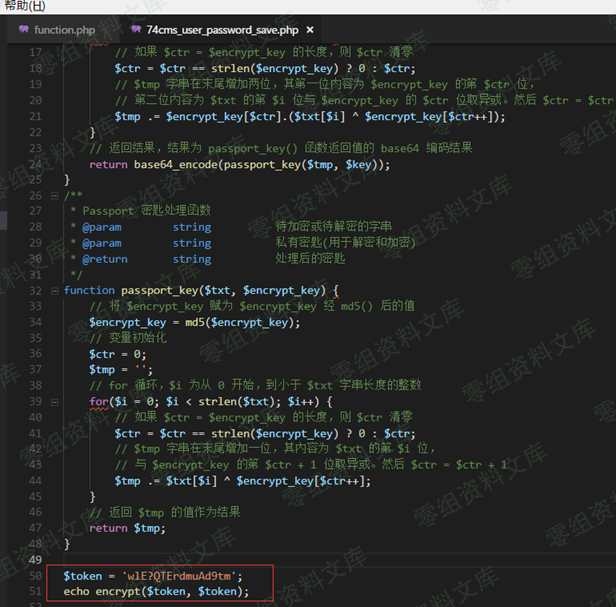 帮助(H)
function.php
74cms_user_password_save.php ×
17 // 如果 $ctr = $encrypt_key 的长度，则 $ctr 清零
18 $ctr = $ctr == strlen($encrypt_key) ? 0 : $ctr;
19 // $tmp 字串在末尾增加两位，其第一位内容为 $encrypt_key 的第 $ctr 位，
20 // 第二位内容为 $txt 的第 $i 位与 $encrypt_key 的 $ctr 位取异或。然后 $ctr = $ctr
21 $tmp .= $encrypt_key[$ctr].($txt[$i] ^ $encrypt_key[$ctr++]);
22 }
23 // 返回结果，结果为 passport_key() 函数返回值的 base64 编码结果
24 return base64_encode(passport_key($tmp, $key));
25 }
26 /**
27 * Passport 密匙处理函数
28 * @param string 待加密或待解密的字串
29 * @param string 私有密匙(用于解密和加密)
30 * @return string 处理后的密匙
31 */
32 function passport_key($txt, $encrypt_key) {
33 // 将 $encrypt_key 赋为 $encrypt_key 经 md5() 后的值
34 $encrypt_key = md5($encrypt_key);
35 // 变量初始化
36 $ctr = 0;
37 $tmp = '';
38 // for 循环，$i 为从 0 开始，到小于 $txt 字串长度的整数
39 for($i = 0; $i < strlen($txt); $i++) {
40 // 如果 $ctr = $encrypt_key 的长度，则 $ctr 清零
41 $ctr = $ctr == strlen($encrypt_key) ? 0 : $ctr;
42 // $tmp 字串在末尾增加一位，其内容为 $txt 的第 $i 位，
43 // 与 $encrypt_key 的第 $ctr + 1 位取异或。然后 $ctr = $ctr + 1
44 $tmp .= $txt[$i] ^ $encrypt_key[$ctr++];
45 }
46 // 返回 $tmp 的值作为结果
47 return $tmp;
48 }
49
50 $token = 'wlE?QTErdmuAd9tm';
51 echo encrypt($token, $token);
零组资料文库